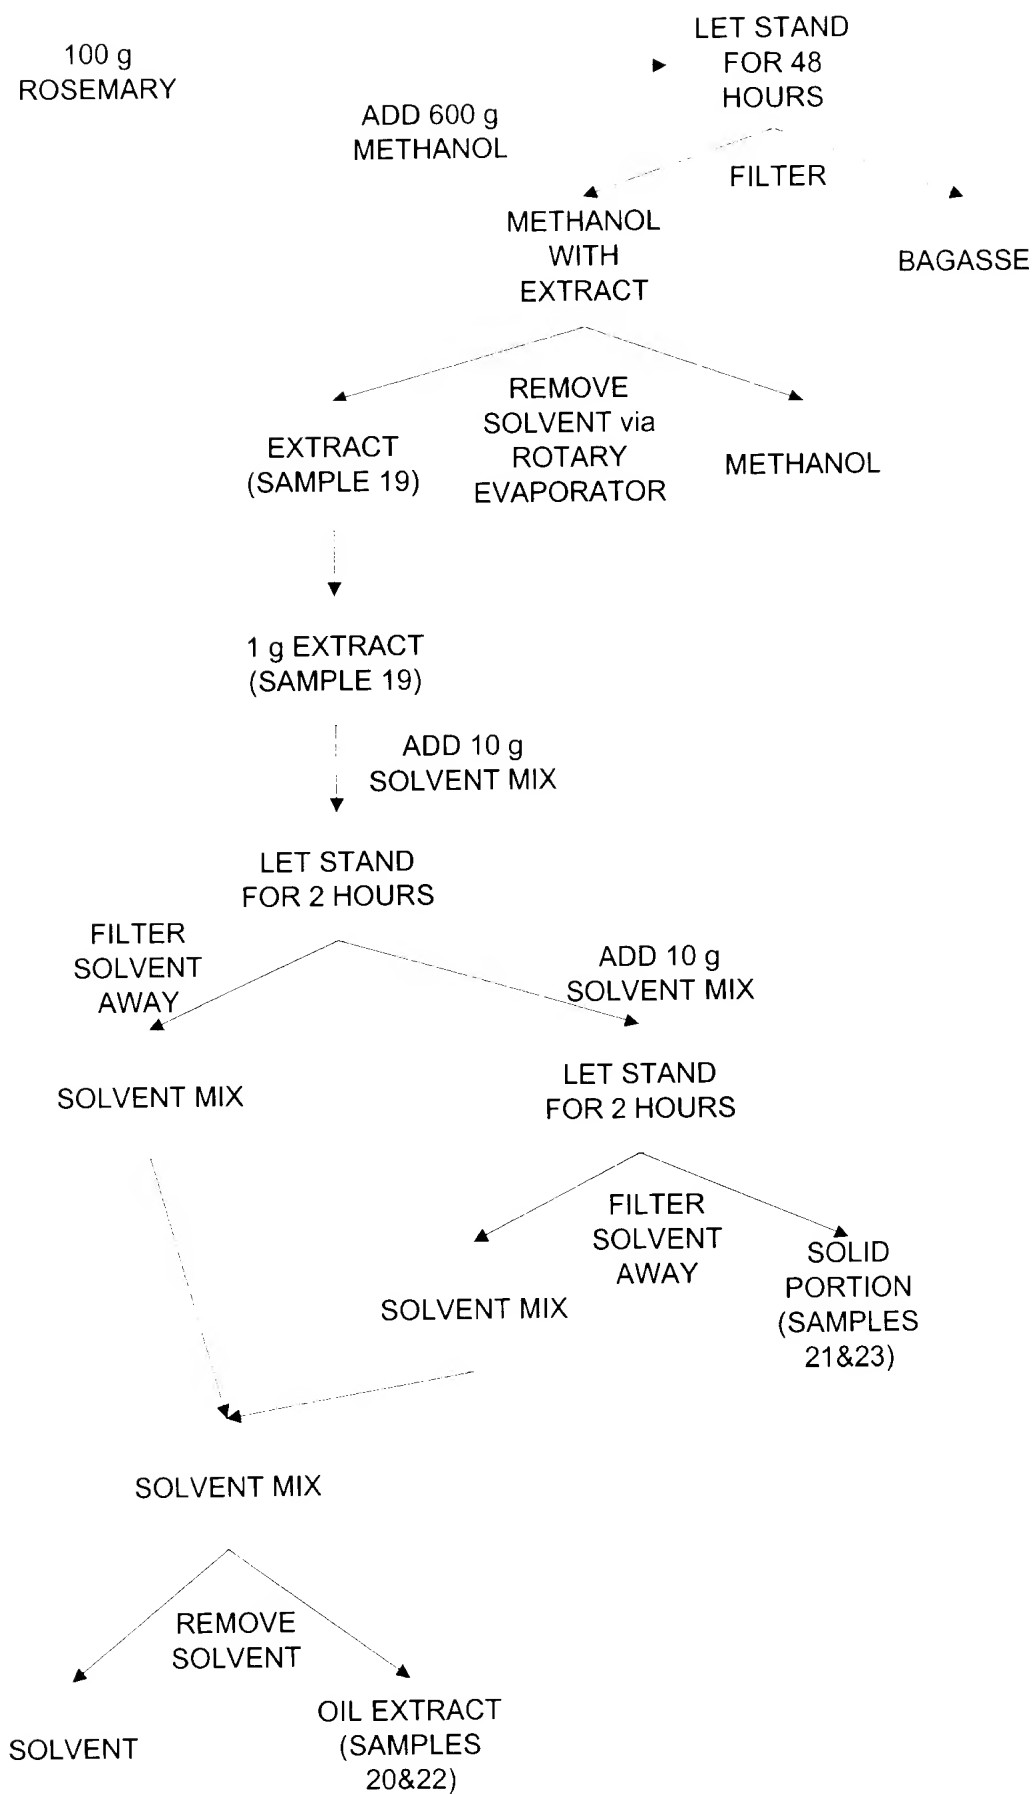 100 g
ROSEMARY
ADD 600 g
METHANOL
LET STAND
FOR 48
HOURS
FILTER
METHANOL
WITH
EXTRACT
BAGASSE
EXTRACT
(SAMPLE 19)
REMOVE
SOLVENT via
ROTARY
EVAPORATOR
METHANOL
1 g EXTRACT
(SAMPLE 19)
ADD 10 g
SOLVENT MIX
LET STAND
FOR 2 HOURS
FILTER
SOLVENT
AWAY
ADD 10 g
SOLVENT MIX
SOLVENT MIX
LET STAND
FOR 2 HOURS
FILTER
SOLVENT
AWAY
SOLVENT MIX
SOLID
PORTION
(SAMPLES
21&23)
SOLVENT MIX
REMOVE
SOLVENT
SOLVENT
OIL EXTRACT
(SAMPLES
20&22)